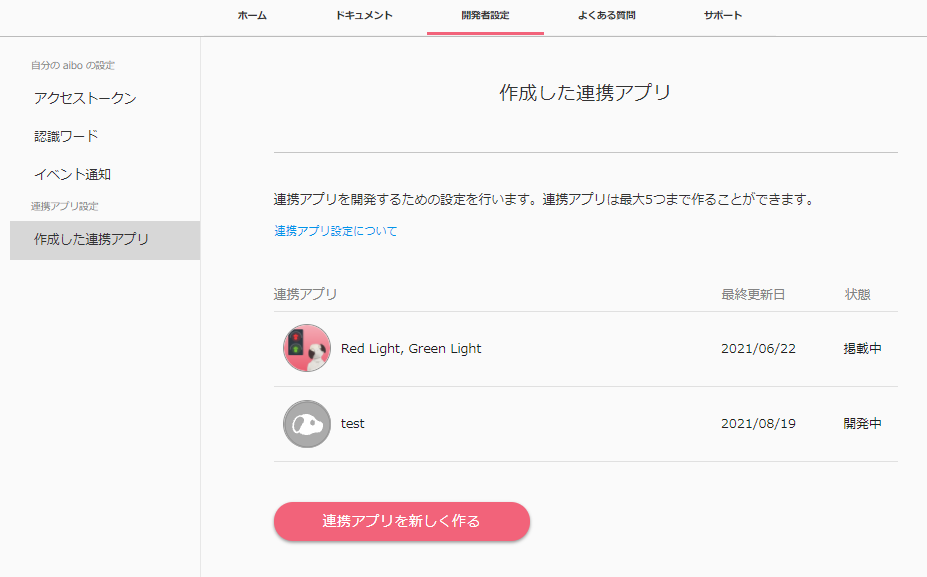 ホーム ドキュメント 開発者設定 よくある質問 サポート
自分の aibo の設定
アクセストークン
認識ワード
イベント通知
連携アプリ設定
作成した連携アプリ
作成した連携アプリ
連携アプリを開発するための設定を行います。連携アプリは最大5つまで作ることができます。
連携アプリ設定について
連携アプリ 最終更新日 状態
Red Light, Green Light 2021/06/22 掲載中
test 2021/08/19 開発中
連携アプリを新しく作る